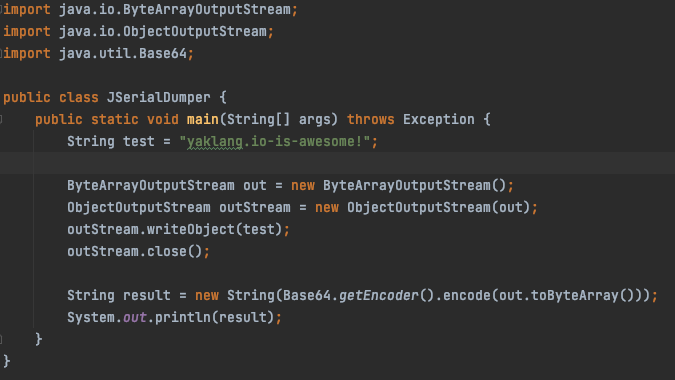 import java.io.ByteArrayOutputStream;
import java.io.ObjectOutputStream;
import java.util.Base64;
public class JSerialDumper {
public static void main(String[] args) throws Exception {
String test = "yaklang.io-is-awesome!";
ByteArrayOutputStream out = new ByteArrayOutputStream();
ObjectOutputStream outStream = new ObjectOutputStream(out);
outStream.writeObject(test);
outStream.close();
String result = new String(Base64.getEncoder().encode(out.toByteArray()));
System.out.println(result);
}
}